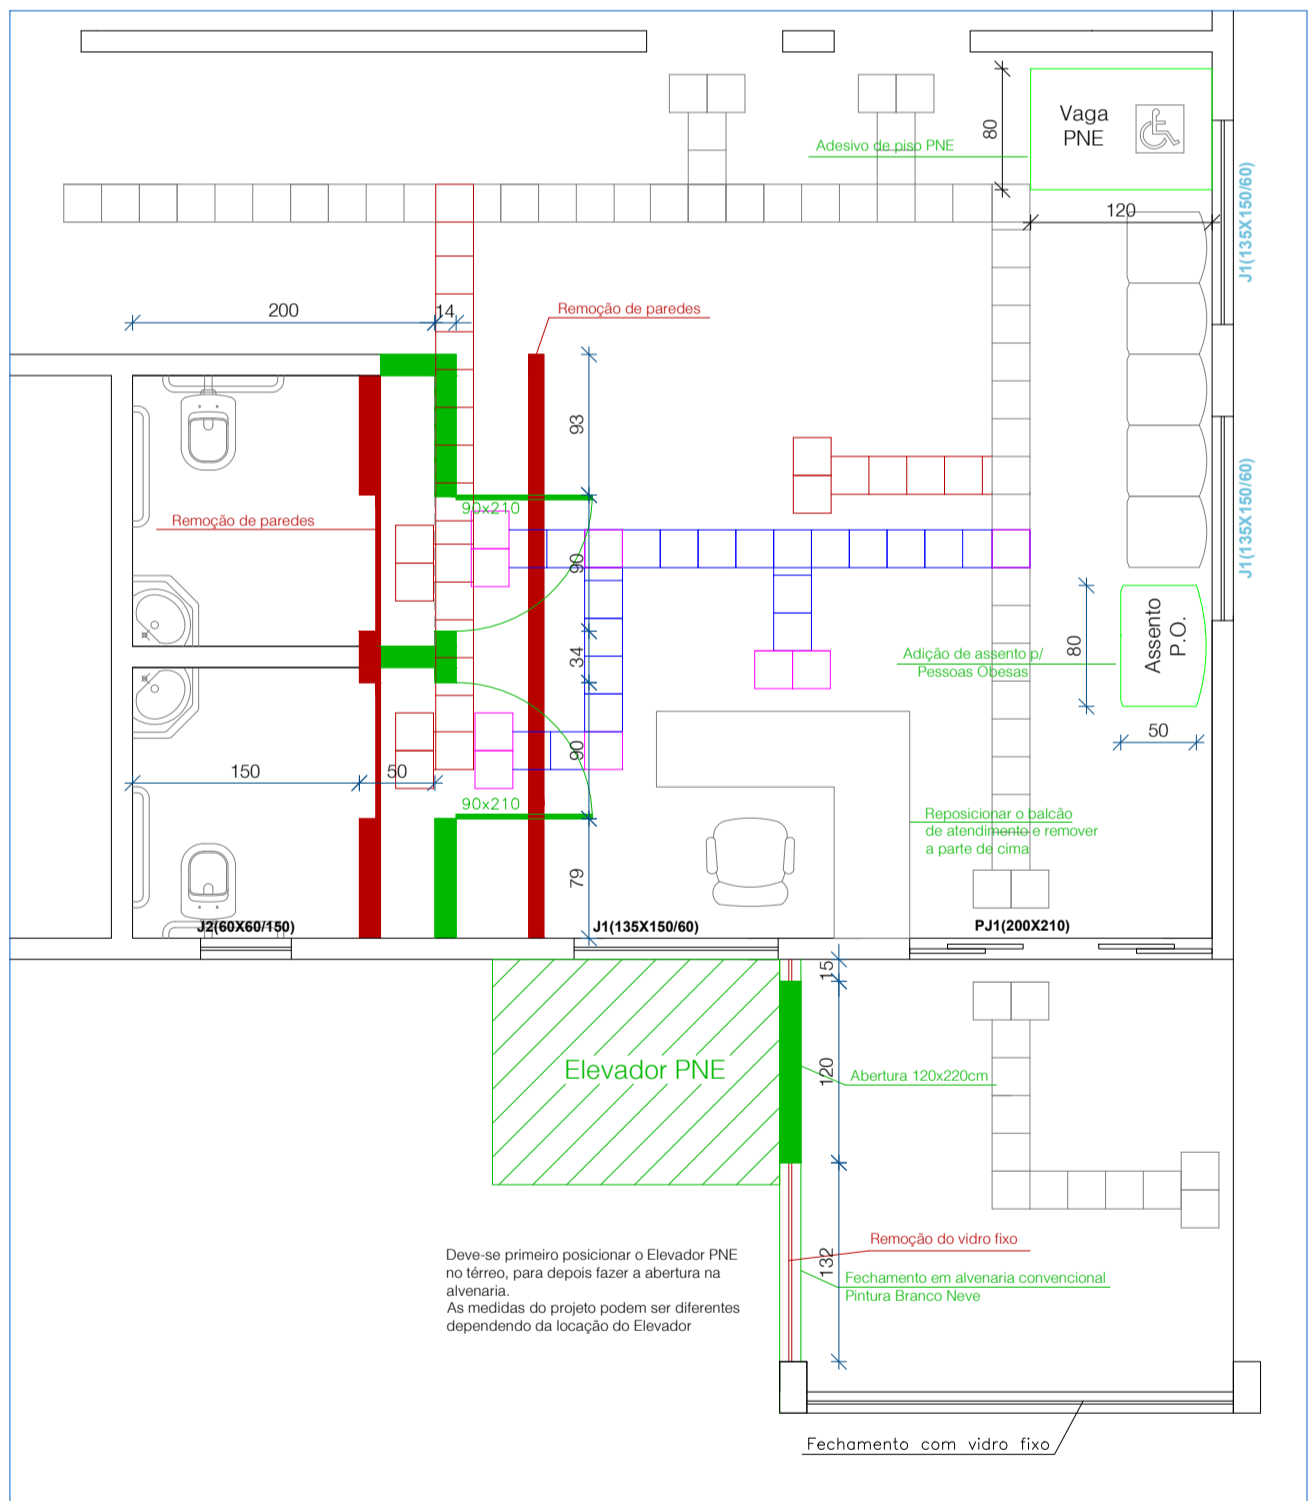 Vaga
PNE
80
Adesivo de piso PNE
120
J1(135X150/60)
200
14
Remoção de paredes
93
90x210
Remoção de paredes
90
J1(135X150/60)
34
Assento
P.O.
80
Adição de assento p/
Pessoas Obesas
50
90
150
50
90x210
Reposicionar o balcão
de atendimento e remover
a parte de cima
79
J2(60X60/150)
J1(135X150/60)
PJ1(200X210)
15
Elevador PNE
120
Abertura 120x220cm
Remoção do vidro fixo
132
Fechamento em alvenaria convencional
Pintura Branco Neve
Deve-se primeiro posicionar o Elevador PNE
no térreo, para depois fazer a abertura na
alvenaria.
As medidas do projeto podem ser diferentes
dependendo da locação do Elevador
Fechamento com vidro fixo